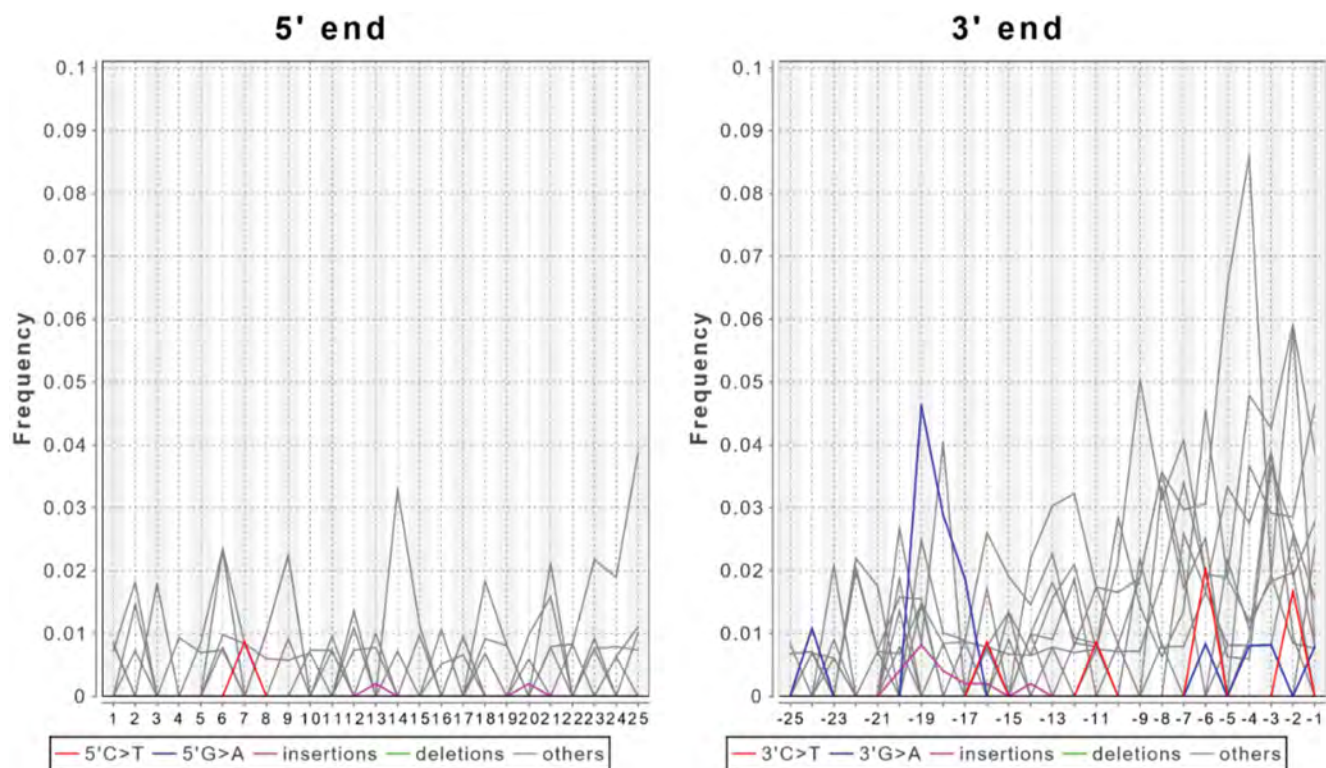 5' end
0.1
0.09
0.08
0.07
0.06
0.05
0.04
0.03
0.02
0.01
0
Frequency
1 2 3 4 5 6 7 8 9 10 11 12 13 14 15 16 17 18 19 20 21 22 23 24 25
5'C>T 5'G>A insertions deletions others
3' end
0.1
0.09
0.08
0.07
0.06
0.05
0.04
0.03
0.02
0.01
0
Frequency
-25 -23 -21 -19 -17 -15 -13 -11 -9 -8 -7 -6 -5 -4 -3 -2 -1
3'C>T 3'G>A insertions deletions others